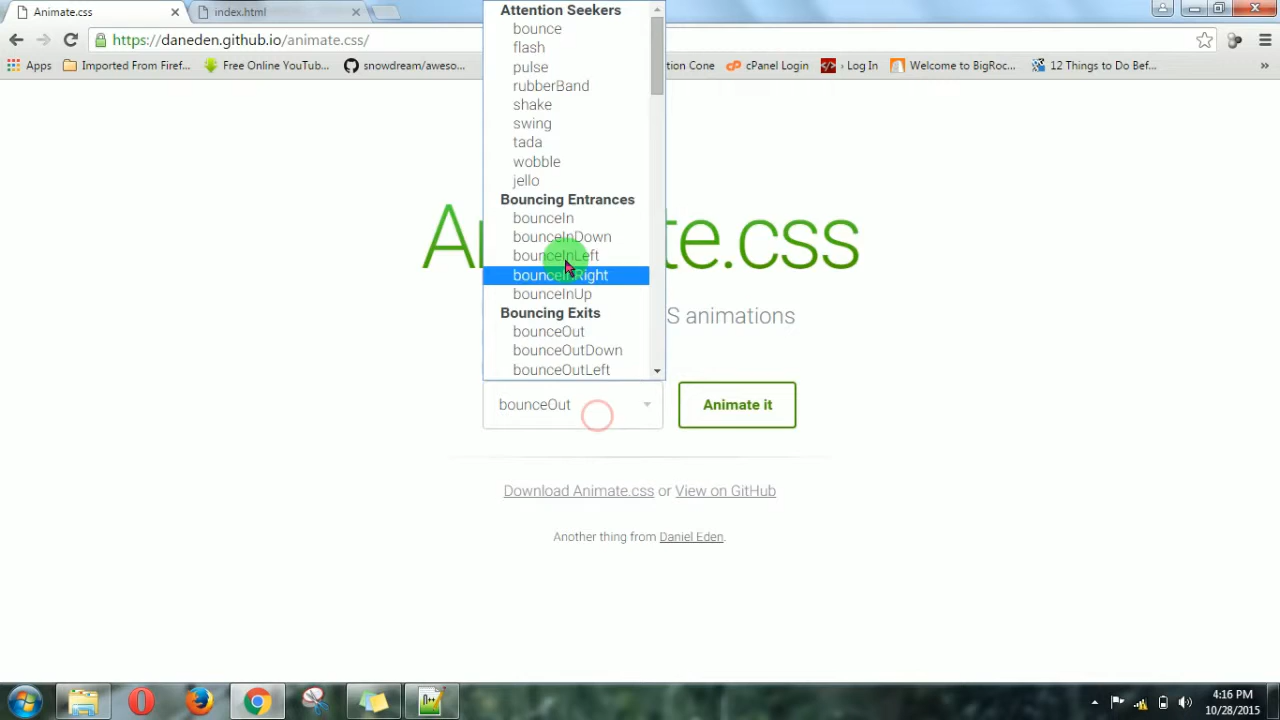 Animate.css
index.html
https://daneden.github.io/animate.css/
Apps
Imported From Firef...
Free Online YouTub...
snowdream/aweso...
ction Cone
cPanel Login
Log In
Welcome to BigRoc...
12 Things to Do Bef...
Attention Seekers
bounce
flash
pulse
rubberBand
shake
swing
tada
wobble
jello
Bouncing Entrances
bounceIn
bounceInDown
bounceInLeft
bounceInRight
bounceInUp
Bouncing Exits
bounceOut
bounceOutDown
bounceOutLeft
A te.css
S animations
bounceOut
Animate it
Download Animate.css or View on GitHub
Another thing from Daniel Eden.
4:16 PM
10/28/2015